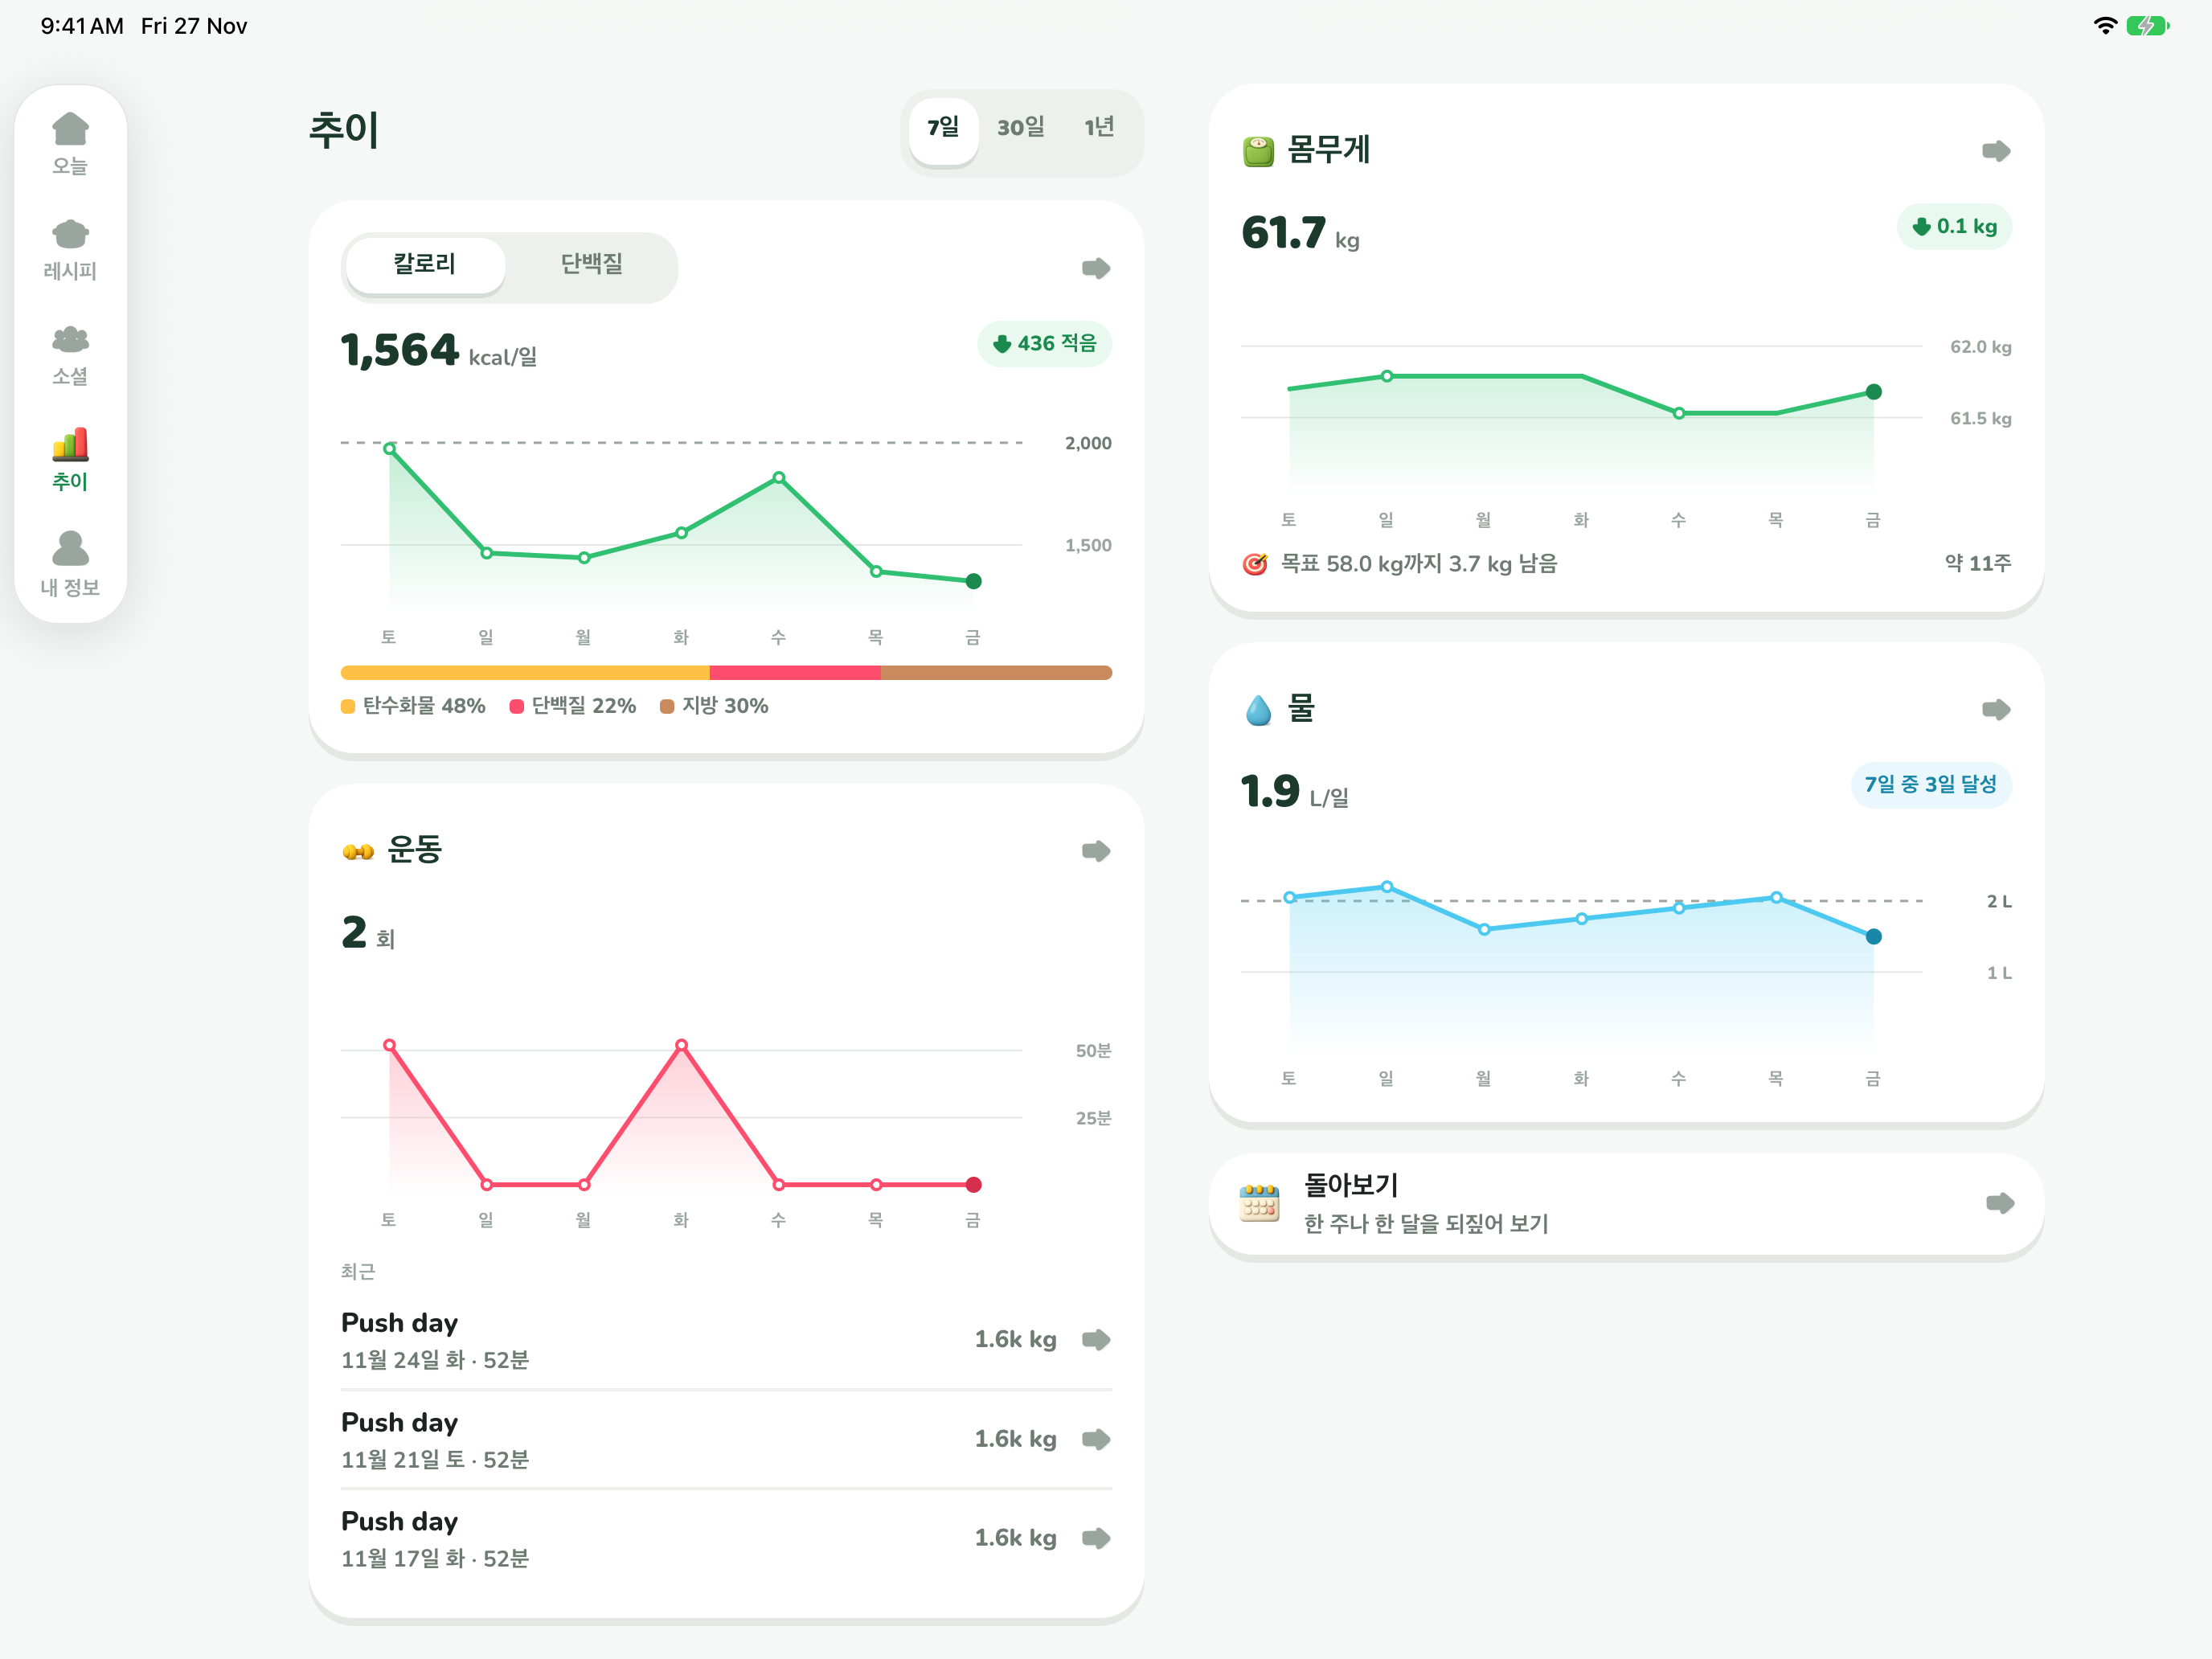 9:41 AM Fri 27 Nov
오늘
레시피
소셜
추이
내 정보
추이
7일 30일 1년
칼로리 단백질
1,564 kcal/일
436 적음
2,000
1,500
토 일 월 화 수 목 금
탄수화물 48% 단백질 22% 지방 30%
운동
2 회
50분
25분
토 일 월 화 수 목 금
최근
Push day
11월 24일 화 · 52분
1.6k kg
Push day
11월 21일 토 · 52분
1.6k kg
Push day
11월 17일 화 · 52분
1.6k kg
몸무게
61.7 kg
0.1 kg
62.0 kg
61.5 kg
토 일 월 화 수 목 금
목표 58.0 kg까지 3.7 kg 남음
약 11주
물
1.9 L/일
7일 중 3일 달성
2 L
1 L
토 일 월 화 수 목 금
돌아보기
한 주나 한 달을 되짚어 보기